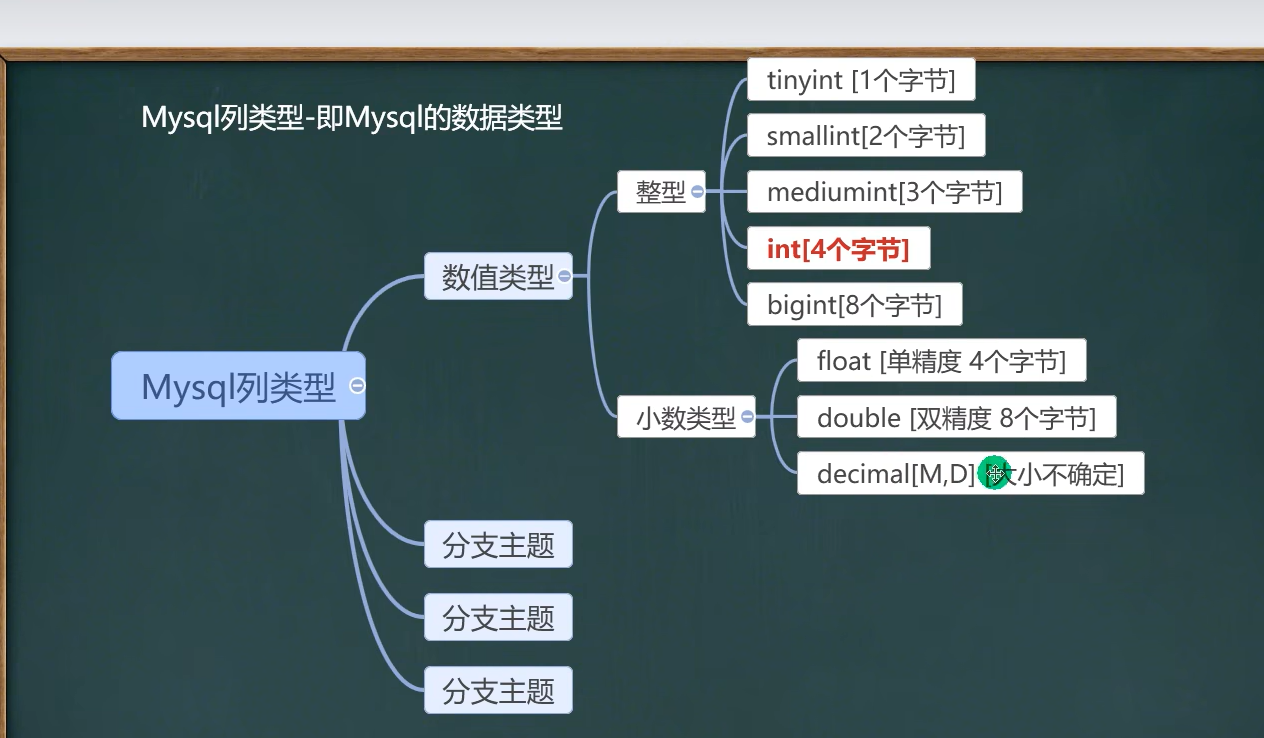 Mysql列类型-即Mysql的数据类型
Mysql列类型
数值类型
整型
tinyint [1个字节]
smallint[2个字节]
mediumint[3个字节]
int[4个字节]
bigint[8个字节]
小数类型
float [单精度 4个字节]
double [双精度 8个字节]
decimal[M,D] [大小不确定]
分支主题
分支主题
分支主题